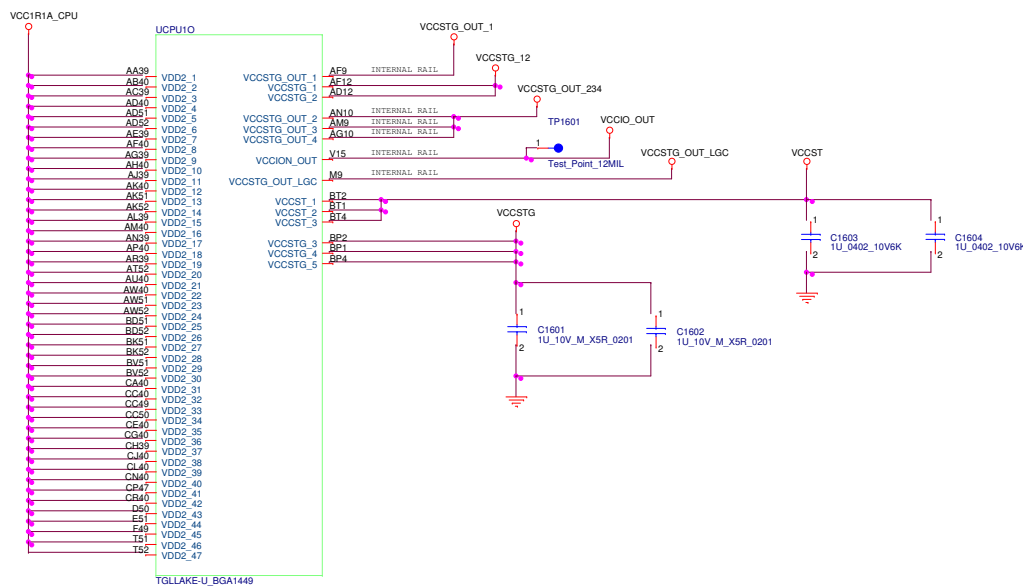 VCC1R1A_CPU
UCPU1O
VCCSTG_OUT_1
VCCSTG_12
VCCSTG_OUT_234
TP1601
VCCIO_OUT
VCCSTG_OUT_LGC
VCCST
VCCSTG
AA39 VDD2_1
AB40 VDD2_2
AC39 VDD2_3
AD40 VDD2_4
AD51 VDD2_5
AD52 VDD2_6
AE39 VDD2_7
AF40 VDD2_8
AG39 VDD2_9
AH40 VDD2_10
AJ39 VDD2_11
AK40 VDD2_12
AK51 VDD2_13
AK52 VDD2_14
AL39 VDD2_15
AM40 VDD2_16
AN39 VDD2_17
AP40 VDD2_18
AR39 VDD2_19
AT52 VDD2_20
AU40 VDD2_21
AW40 VDD2_22
AW51 VDD2_23
AW52 VDD2_24
BD51 VDD2_25
BD52 VDD2_26
BK51 VDD2_27
BK52 VDD2_28
BV51 VDD2_29
BV52 VDD2_30
CA40 VDD2_31
CC40 VDD2_32
CC49 VDD2_33
CC50 VDD2_34
CE40 VDD2_35
CG40 VDD2_36
CH39 VDD2_37
CJ40 VDD2_38
CL40 VDD2_39
CN40 VDD2_40
CP47 VDD2_41
CR40 VDD2_42
D50 VDD2_43
E51 VDD2_44
F49 VDD2_45
T51 VDD2_46
T52 VDD2_47
VCCSTG_OUT_1 AF9 INTERNAL RAIL
VCCSTG_1 AF12
VCCSTG_2 AD12
VCCSTG_OUT_2 AN10 INTERNAL RAIL
VCCSTG_OUT_3 AM9 INTERNAL RAIL
VCCSTG_OUT_4 AG10 INTERNAL RAIL
VCCION_OUT V15 INTERNAL RAIL
1
Test_Point_12MIL
VCCSTG_OUT_LGC M9 INTERNAL RAIL
VCCST_1 BT2
VCCST_2 BT1
VCCST_3 BT4
VCCSTG_3 BP2
VCCSTG_4 BP1
VCCSTG_5 BP4
1
C1603
1U_0402_10V6K
2
1
C1604
1U_0402_10V6K
2
1
C1601
1U_10V_M_X5R_0201
2
1
C1602
1U_10V_M_X5R_0201
2
TGLLAKE-U_BGA1449